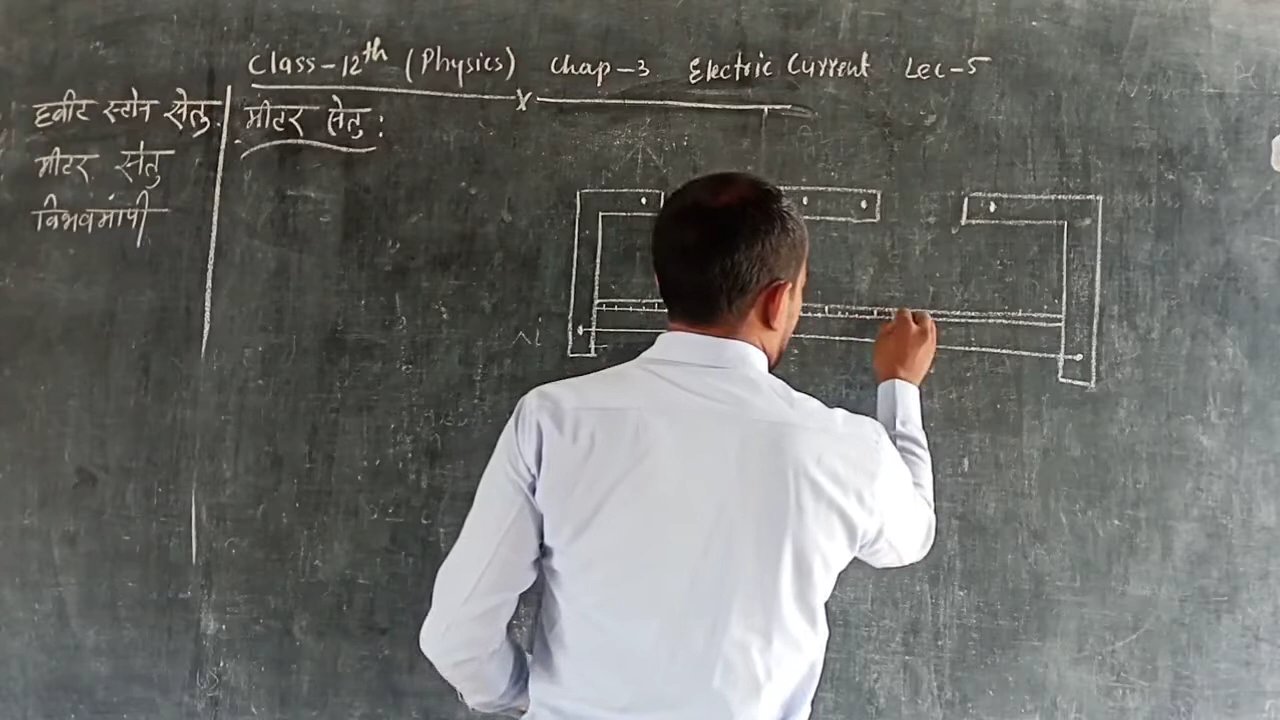 Class-12th (Physics) Chap-3 Electric Current Lec-5
ह्वीट स्टोन सेतु.
मीटर सेतु
विभवमापी
मीटर सेतु: